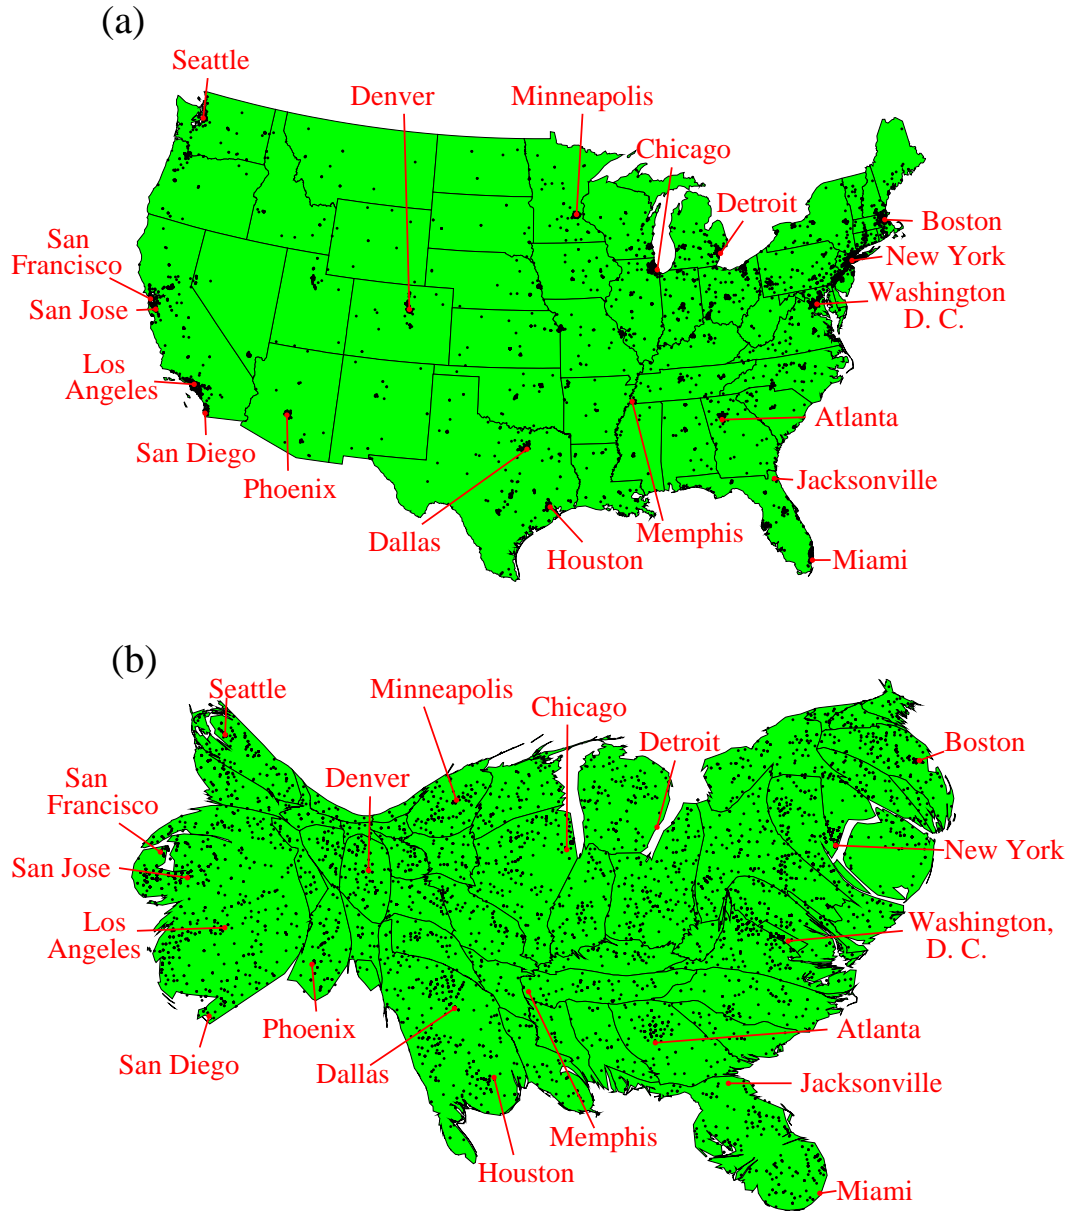 (a)
Seattle
Denver
Minneapolis
Chicago
Detroit
Boston
New York
Washington
D. C.
San
Francisco
San Jose
Los
Angeles
San Diego
Phoenix
Dallas
Houston
Memphis
Atlanta
Jacksonville
Miami
(b)
Seattle
Minneapolis
Chicago
Detroit
Boston
Denver
San
Francisco
San Jose
New York
Los
Angeles
Washington,
D. C.
San Diego
Phoenix
Dallas
Atlanta
Jacksonville
Memphis
Houston
Miami